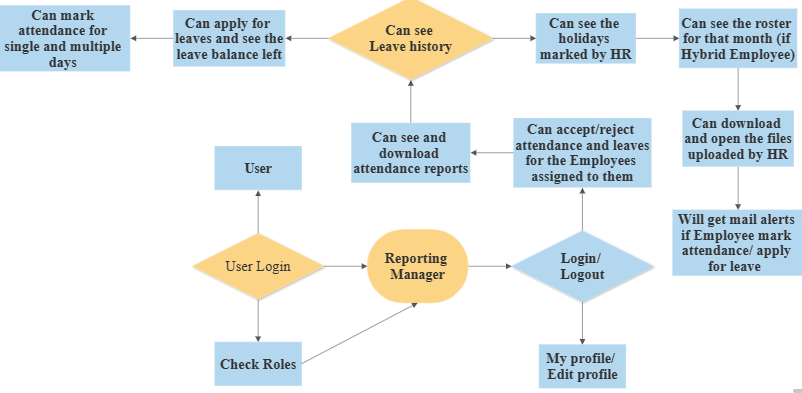 Can mark
attendance for
single and multiple
days
Can apply for
leaves and see the
leave balance left
Can see
Leave history
Can see the
holidays
marked by HR
Can see the roster
for that month (if
Hybrid Employee)
Can see and
download
attendance reports
Can accept/reject
attendance and leaves
for the Employees
assigned to them
Can download
and open the files
uploaded by HR
User
Will get mail alerts
if Employee mark
attendance/ apply
for leave
User Login
Reporting
Manager
Login/
Logout
Check Roles
My profile/
Edit profile